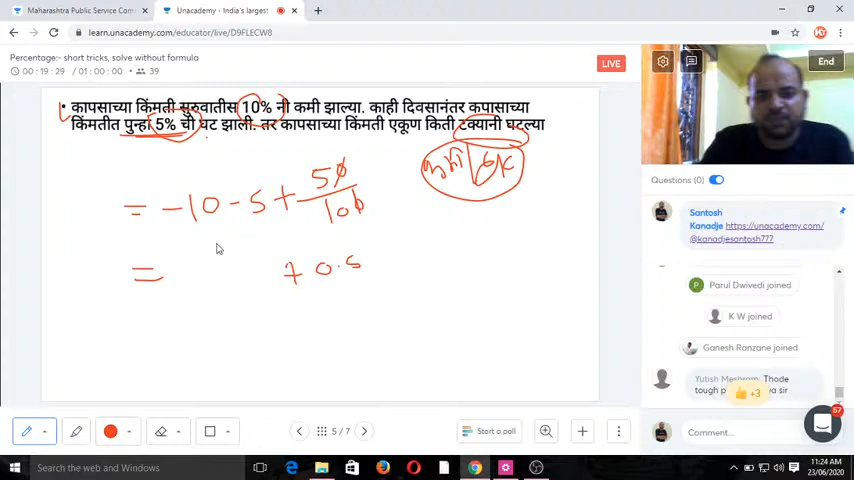 Maharashtra Public Service Com
Unacademy - India's largest
learn.unacademy.com/educator/live/D9FLECW8
Percentage:- short tricks, solve without formula
00:19:29 / 01:00:00 • 39
LIVE
End
• कापसाच्या किंमती सुरुवातीस 10% नी कमी झाल्या. काही दिवसानंतर कपासाच्या
किंमतीत पुन्हा 5% ची घट झाली. तर कापसाच्या किंमती एकूण किती टक्यानी घटल्या
= -10 - 5 + 50/100
= + 0.5
Questions (0)
Santosh
Kanadje https://unacademy.com/
@kanadjesantosh777
P Parul Dwivedi joined
K W joined
Ganesh Ranzane joined
Yutish Meshram: Thode
tough p sir
+3
57
5 / 7
Start a poll
Comment...
Search the web and Windows
11:24 AM
23/06/2020